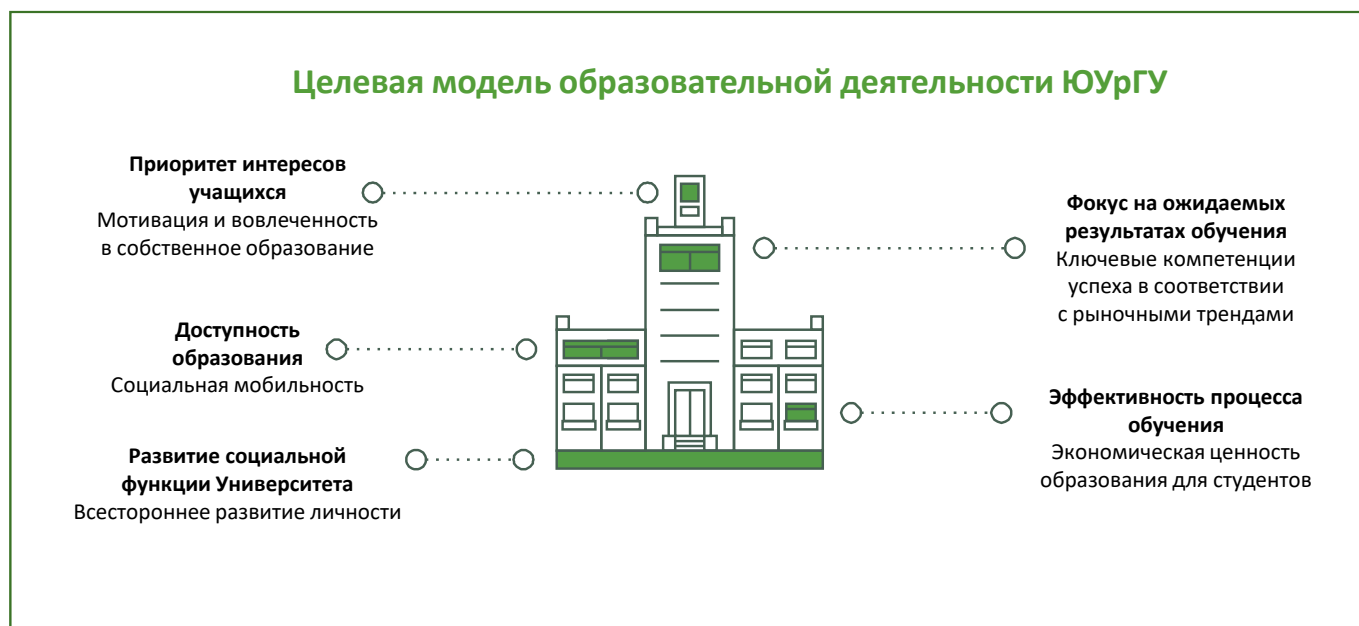 Целевая модель образовательной деятельности ЮУрГУ
Приоритет интересов
учащихся
Мотивация и вовлеченность
в собственное образование
Доступность
образования
Социальная мобильность
Развитие социальной
функции Университета
Всестороннее развитие личности
Фокус на ожидаемых
результатах обучения
Ключевые компетенции
успеха в соответствии
с рыночными трендами
Эффективность процесса
обучения
Экономическая ценность
образования для студентов